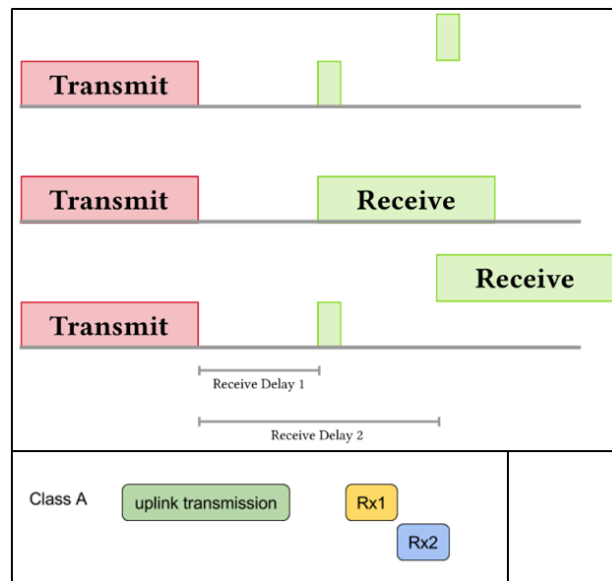 Transmit
Transmit
Receive
Receive
Transmit
Receive Delay 1
Receive Delay 2
Class A
uplink transmission
Rx1
Rx2